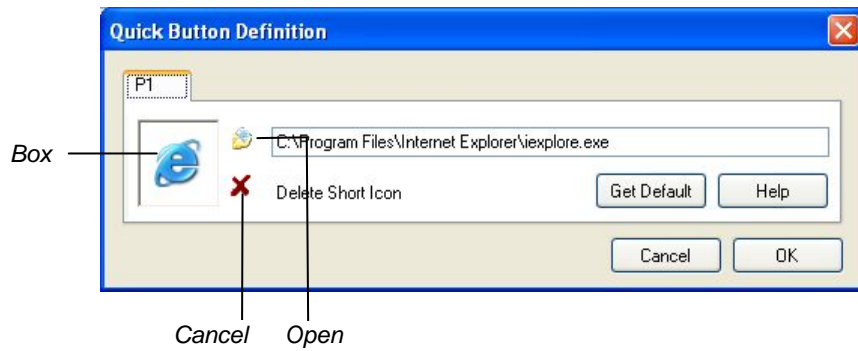 Quick Button Definition
P1
Box
C:\Program Files\Internet Explorer\iexplore.exe
Delete Short Icon
Get Default
Help
Cancel
OK
Cancel
Open